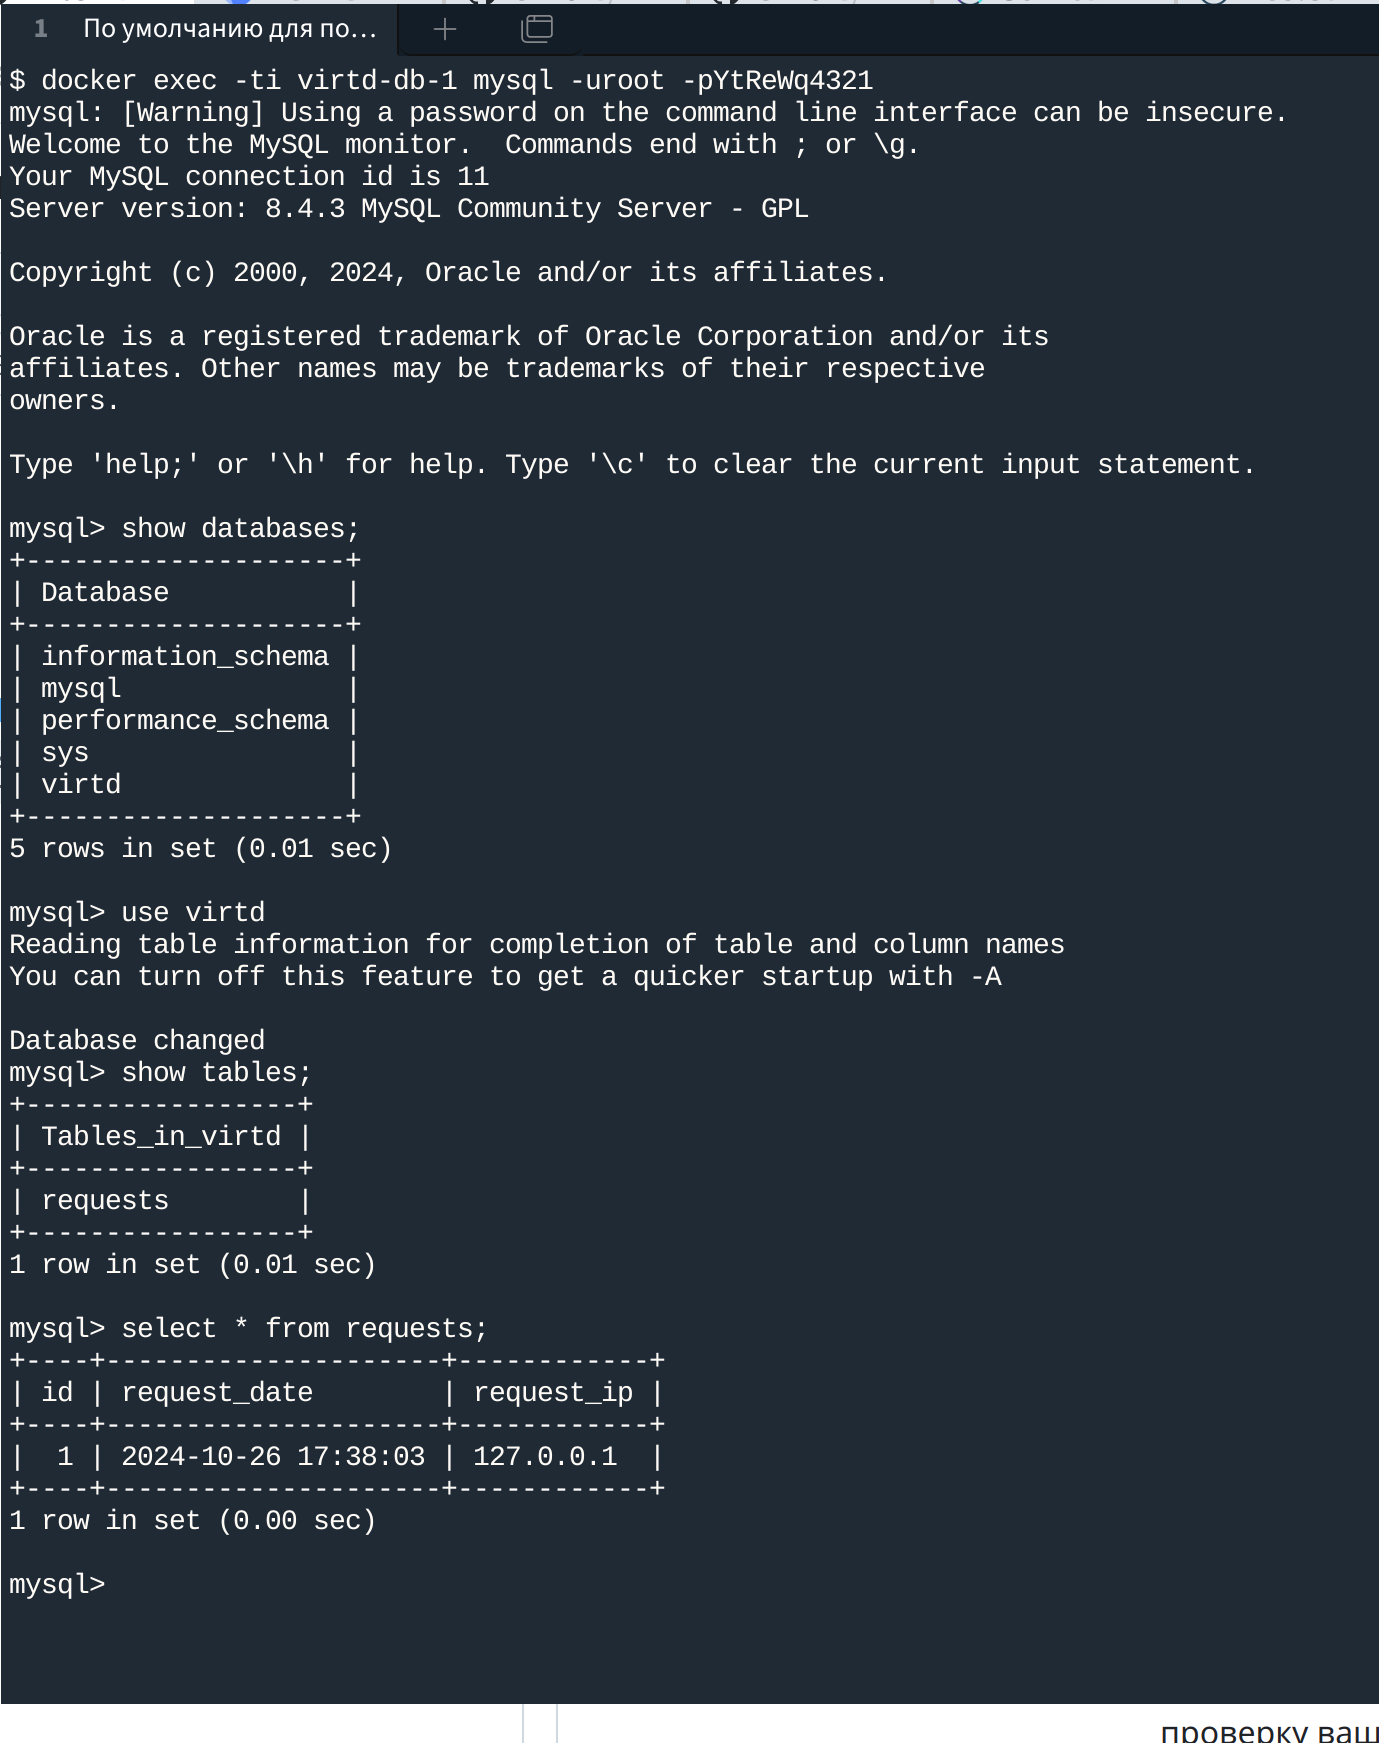 1 По умолчанию для по...
$ docker exec -ti virtd-db-1 mysql -uroot -pYtReWq4321
mysql: [Warning] Using a password on the command line interface can be insecure.
Welcome to the MySQL monitor.  Commands end with ; or \g.
Your MySQL connection id is 11
Server version: 8.4.3 MySQL Community Server - GPL

Copyright (c) 2000, 2024, Oracle and/or its affiliates.

Oracle is a registered trademark of Oracle Corporation and/or its
affiliates. Other names may be trademarks of their respective
owners.

Type 'help;' or '\h' for help. Type '\c' to clear the current input statement.

mysql> show databases;
+--------------------+
| Database           |
+--------------------+
| information_schema |
| mysql              |
| performance_schema |
| sys                |
| virtd              |
+--------------------+
5 rows in set (0.01 sec)

mysql> use virtd
Reading table information for completion of table and column names
You can turn off this feature to get a quicker startup with -A

Database changed
mysql> show tables;
+-----------------+
| Tables_in_virtd |
+-----------------+
| requests        |
+-----------------+
1 row in set (0.01 sec)

mysql> select * from requests;
+----+---------------------+------------+
| id | request_date        | request_ip |
+----+---------------------+------------+
|  1 | 2024-10-26 17:38:03 | 127.0.0.1  |
+----+---------------------+------------+
1 row in set (0.00 sec)

mysql>
проверку ваш